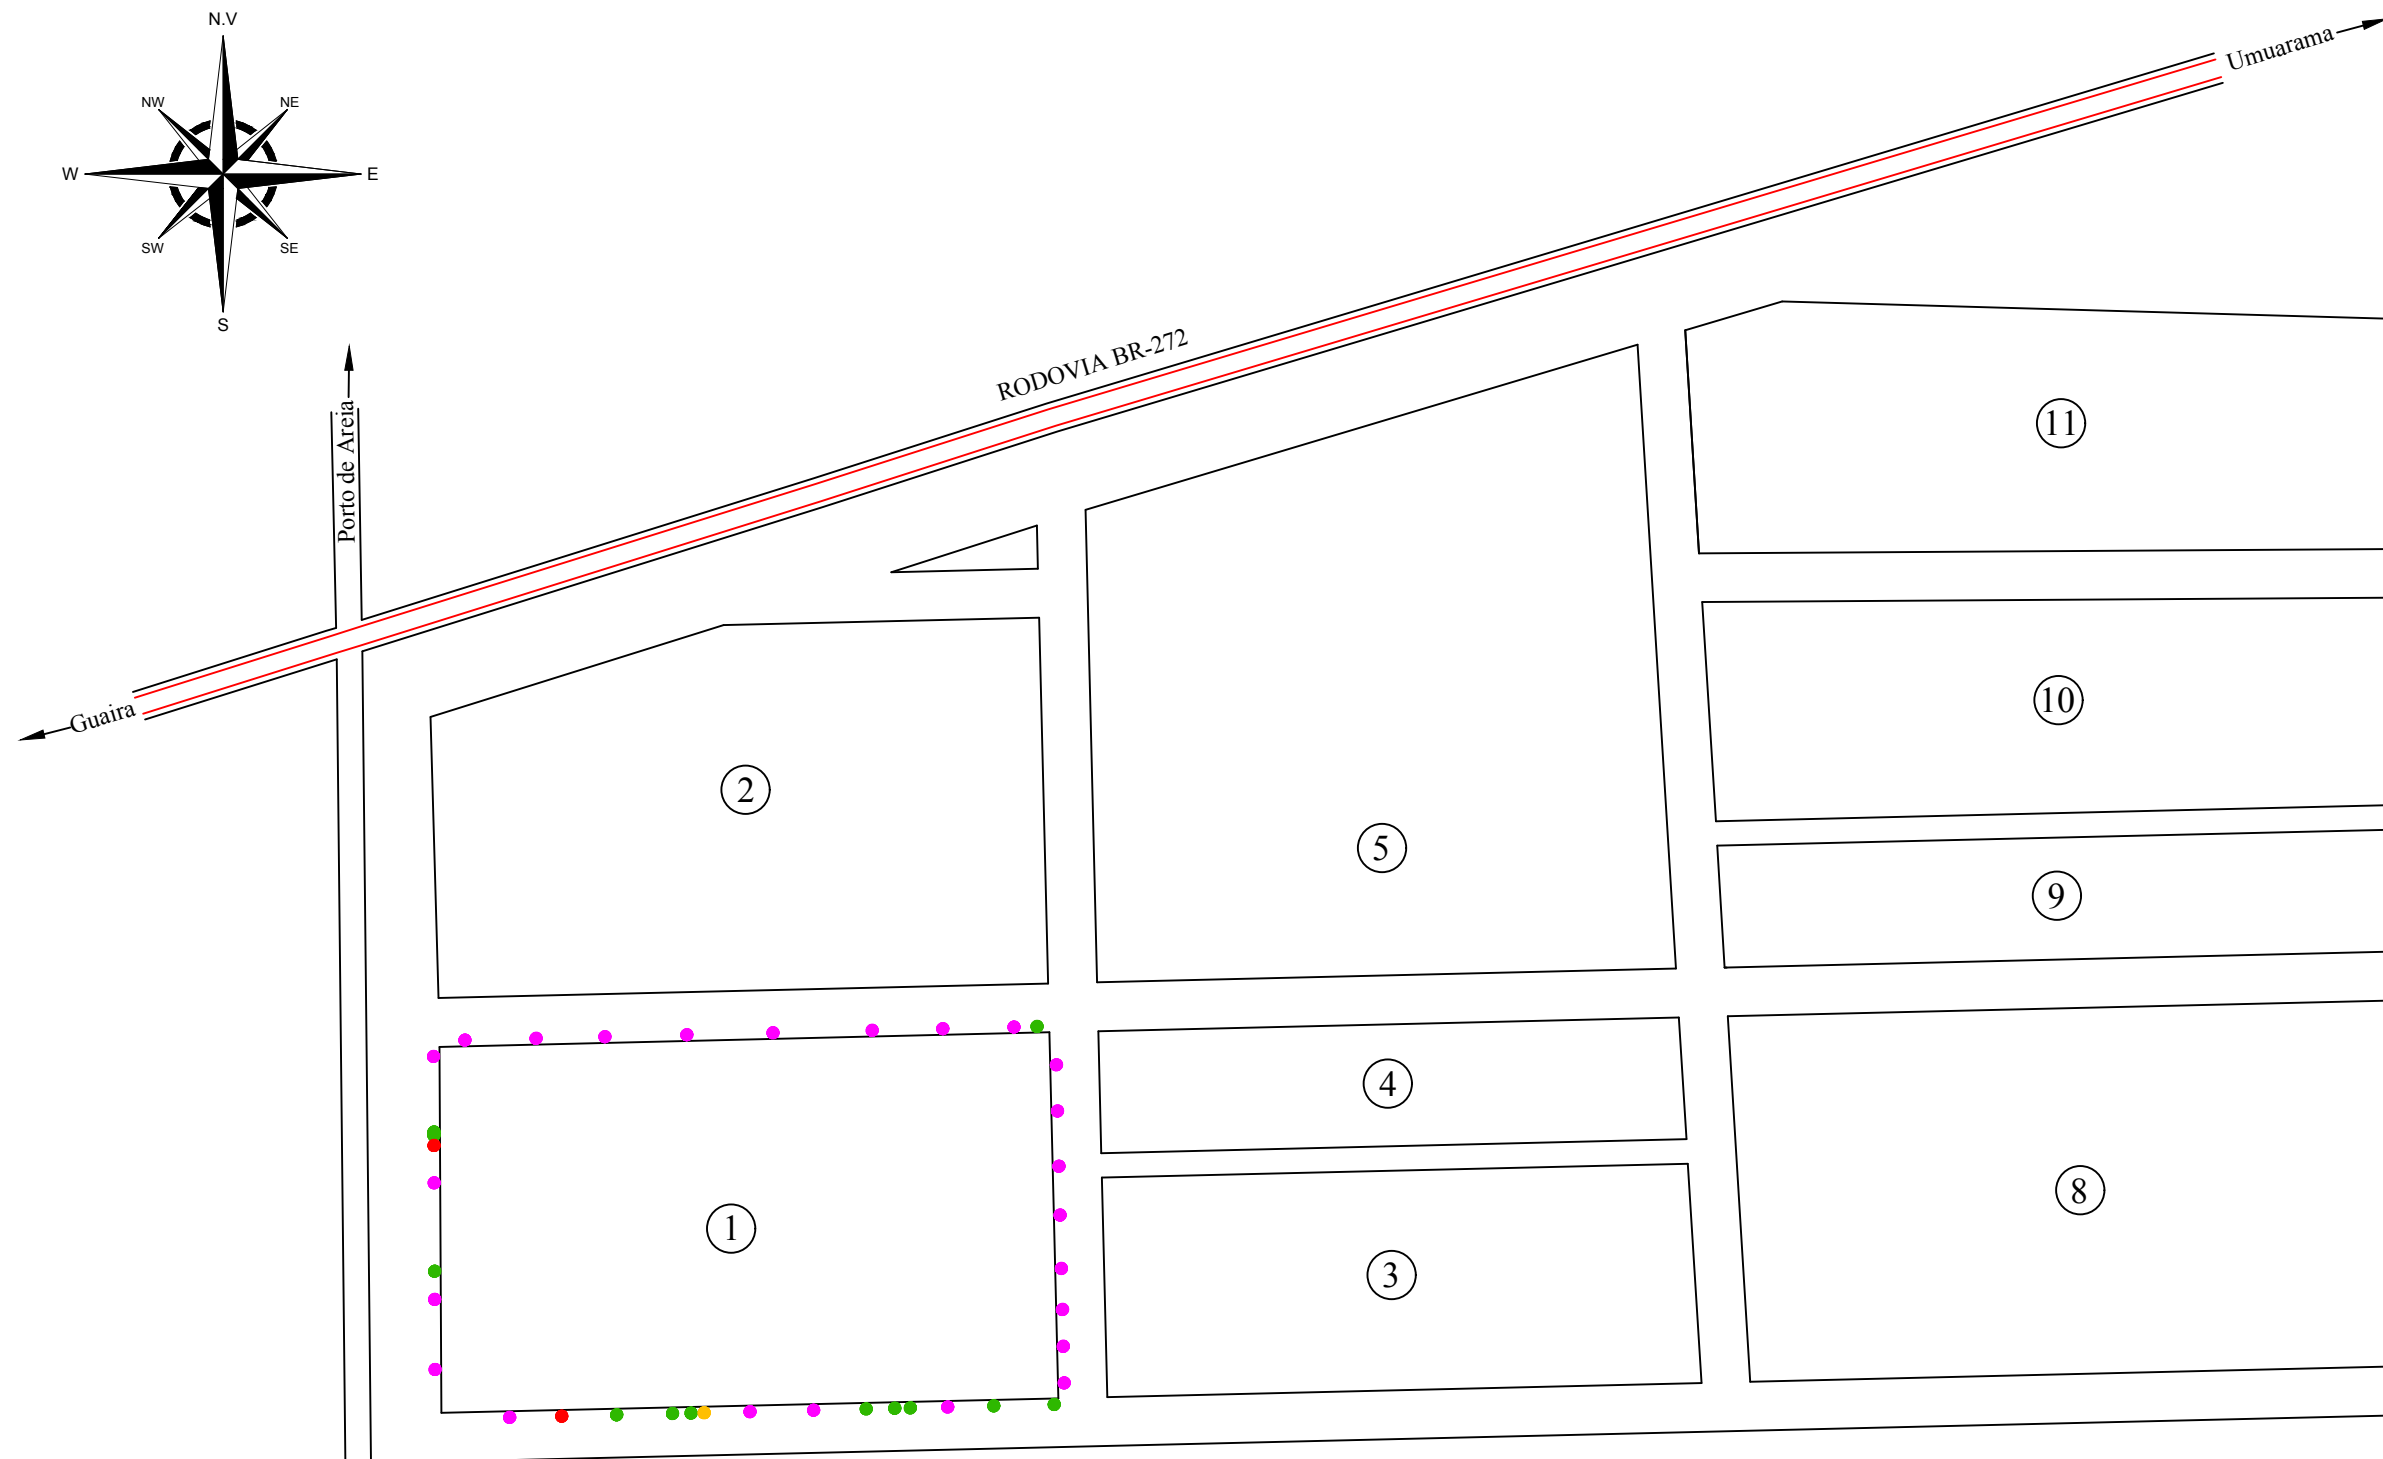 N.V
NW
NE
W
E
SW
SE
S
Umuarama
RODOVIA BR-272
Porto de Areia
Guaira
11
10
2
5
9
4
8
1
3